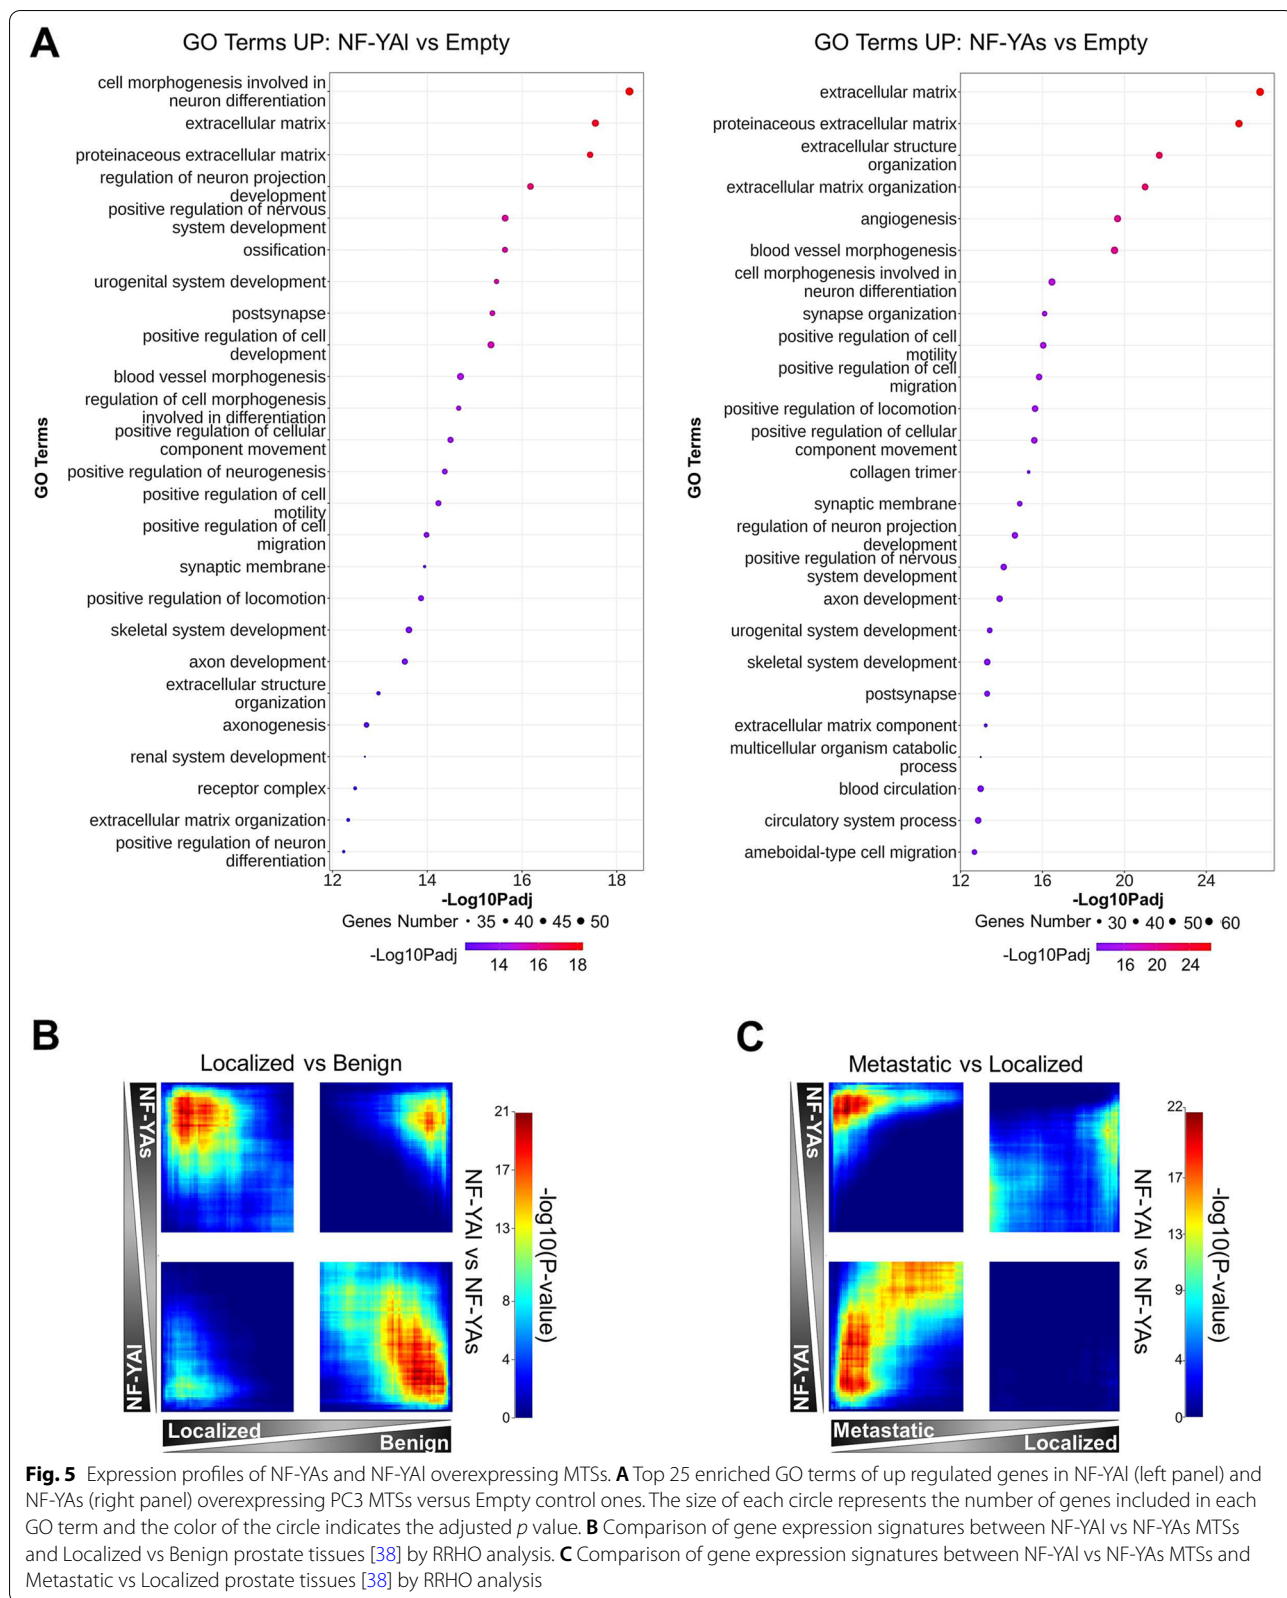 A
GO Terms UP: NF-YAl vs Empty
GO Terms
cell morphogenesis involved in
neuron differentiation
extracellular matrix
proteinaceous extracellular matrix
regulation of neuron projection
development
positive regulation of nervous
system development
ossification
urogenital system development
postsynapse
positive regulation of cell
development
blood vessel morphogenesis
regulation of cell morphogenesis
involved in differentiation
positive regulation of cellular
component movement
positive regulation of neurogenesis
positive regulation of cell
motility
positive regulation of cell
migration
synaptic membrane
positive regulation of locomotion
skeletal system development
axon development
extracellular structure
organization
axonogenesis
renal system development
receptor complex
extracellular matrix organization
positive regulation of neuron
differentiation
12 14 16 18
-Log10Padj
Genes Number 35 40 45 50
-Log10Padj
14 16 18
GO Terms UP: NF-YAs vs Empty
GO Terms
extracellular matrix
proteinaceous extracellular matrix
extracellular structure
organization
extracellular matrix organization
angiogenesis
blood vessel morphogenesis
cell morphogenesis involved in
neuron differentiation
synapse organization
positive regulation of cell
motility
positive regulation of cell
migration
positive regulation of locomotion
positive regulation of cellular
component movement
collagen trimer
synaptic membrane
regulation of neuron projection
development
positive regulation of nervous
system development
axon development
urogenital system development
skeletal system development
postsynapse
extracellular matrix component
multicellular organism catabolic
process
blood circulation
circulatory system process
ameboidal-type cell migration
12 16 20 24
-Log10Padj
Genes Number 30 40 50 60
-Log10Padj
16 20 24
B
Localized vs Benign
NF-YAs
NF-YAl
Localized
Benign
NF-YAl vs NF-YAs
21
17
13
8
4
0
-log10(P-value)
C
Metastatic vs Localized
NF-YAs
NF-YAl
Metastatic
Localized
NF-YAl vs NF-YAs
22
17
13
9
4
0
-log10(P-value)
Fig. 5 Expression profiles of NF-YAs and NF-YAl overexpressing MTSs. A Top 25 enriched GO terms of up regulated genes in NF-YAl (left panel) and
NF-YAs (right panel) overexpressing PC3 MTSs versus Empty control ones. The size of each circle represents the number of genes included in each
GO term and the color of the circle indicates the adjusted p value. B Comparison of gene expression signatures between NF-YAl vs NF-YAs MTSs
and Localized vs Benign prostate tissues [38] by RRHO analysis. C Comparison of gene expression signatures between NF-YAl vs NF-YAs MTSs and
Metastatic vs Localized prostate tissues [38] by RRHO analysis